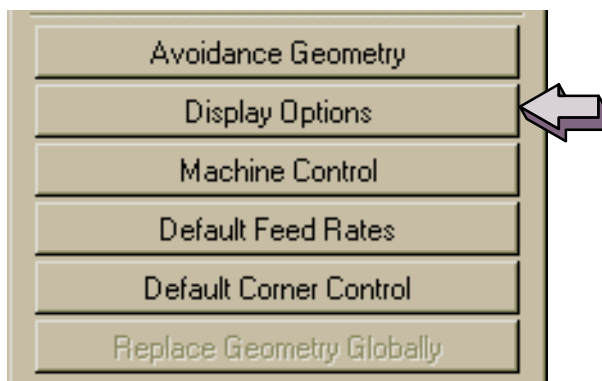 Avoidance Geometry
Display Options
Machine Control
Default Feed Rates
Default Corner Control
Replace Geometry Globally